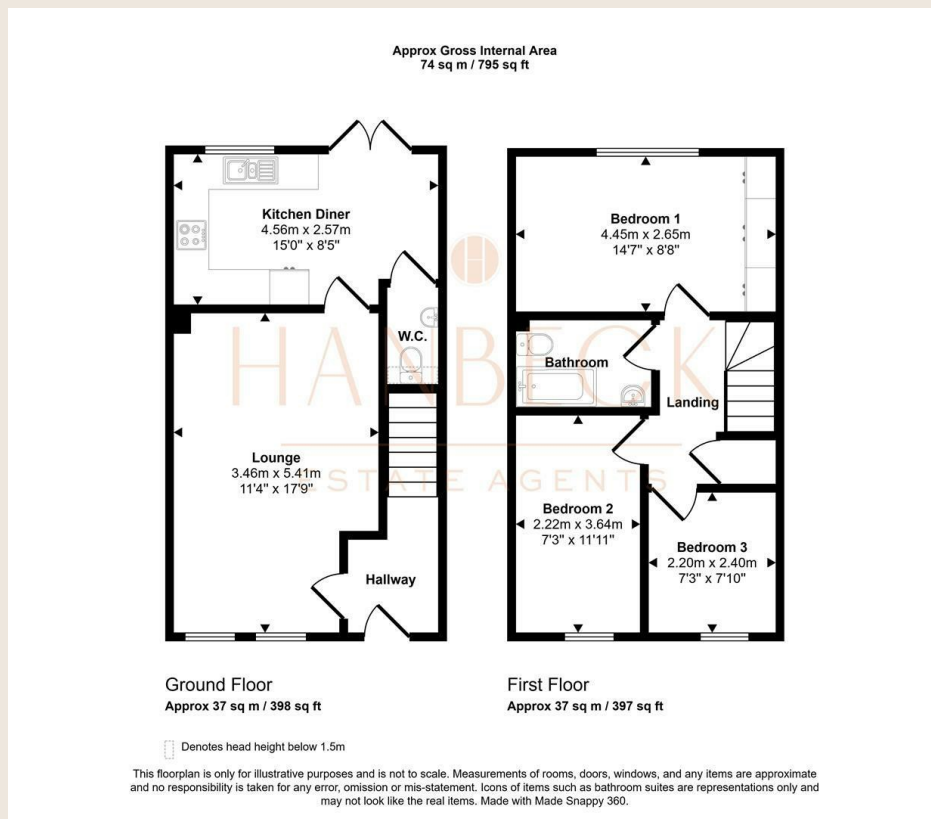 Approx Gross Internal Area
74 sq m / 795 sq ft
Kitchen Diner
4.56m x 2.57m
15'0" x 8'5"
W.C.
Lounge
3.46m x 5.41m
11'4" x 17'9"
Hallway
Bedroom 1
4.45m x 2.65m
14'7" x 8'8"
Bathroom
Landing
Bedroom 2
2.22m x 3.64m
7'3" x 11'11"
Bedroom 3
2.20m x 2.40m
7'3" x 7'10"
HANBECK
ESTATE AGENTS
Ground Floor
Approx 37 sq m / 398 sq ft
First Floor
Approx 37 sq m / 397 sq ft
Denotes head height below 1.5m
This floorplan is only for illustrative purposes and is not to scale. Measurements of rooms, doors, windows, and any items are approximate
and no responsibility is taken for any error, omission or mis-statement. Icons of items such as bathroom suites are representations only and
may not look like the real items. Made with Made Snappy 360.